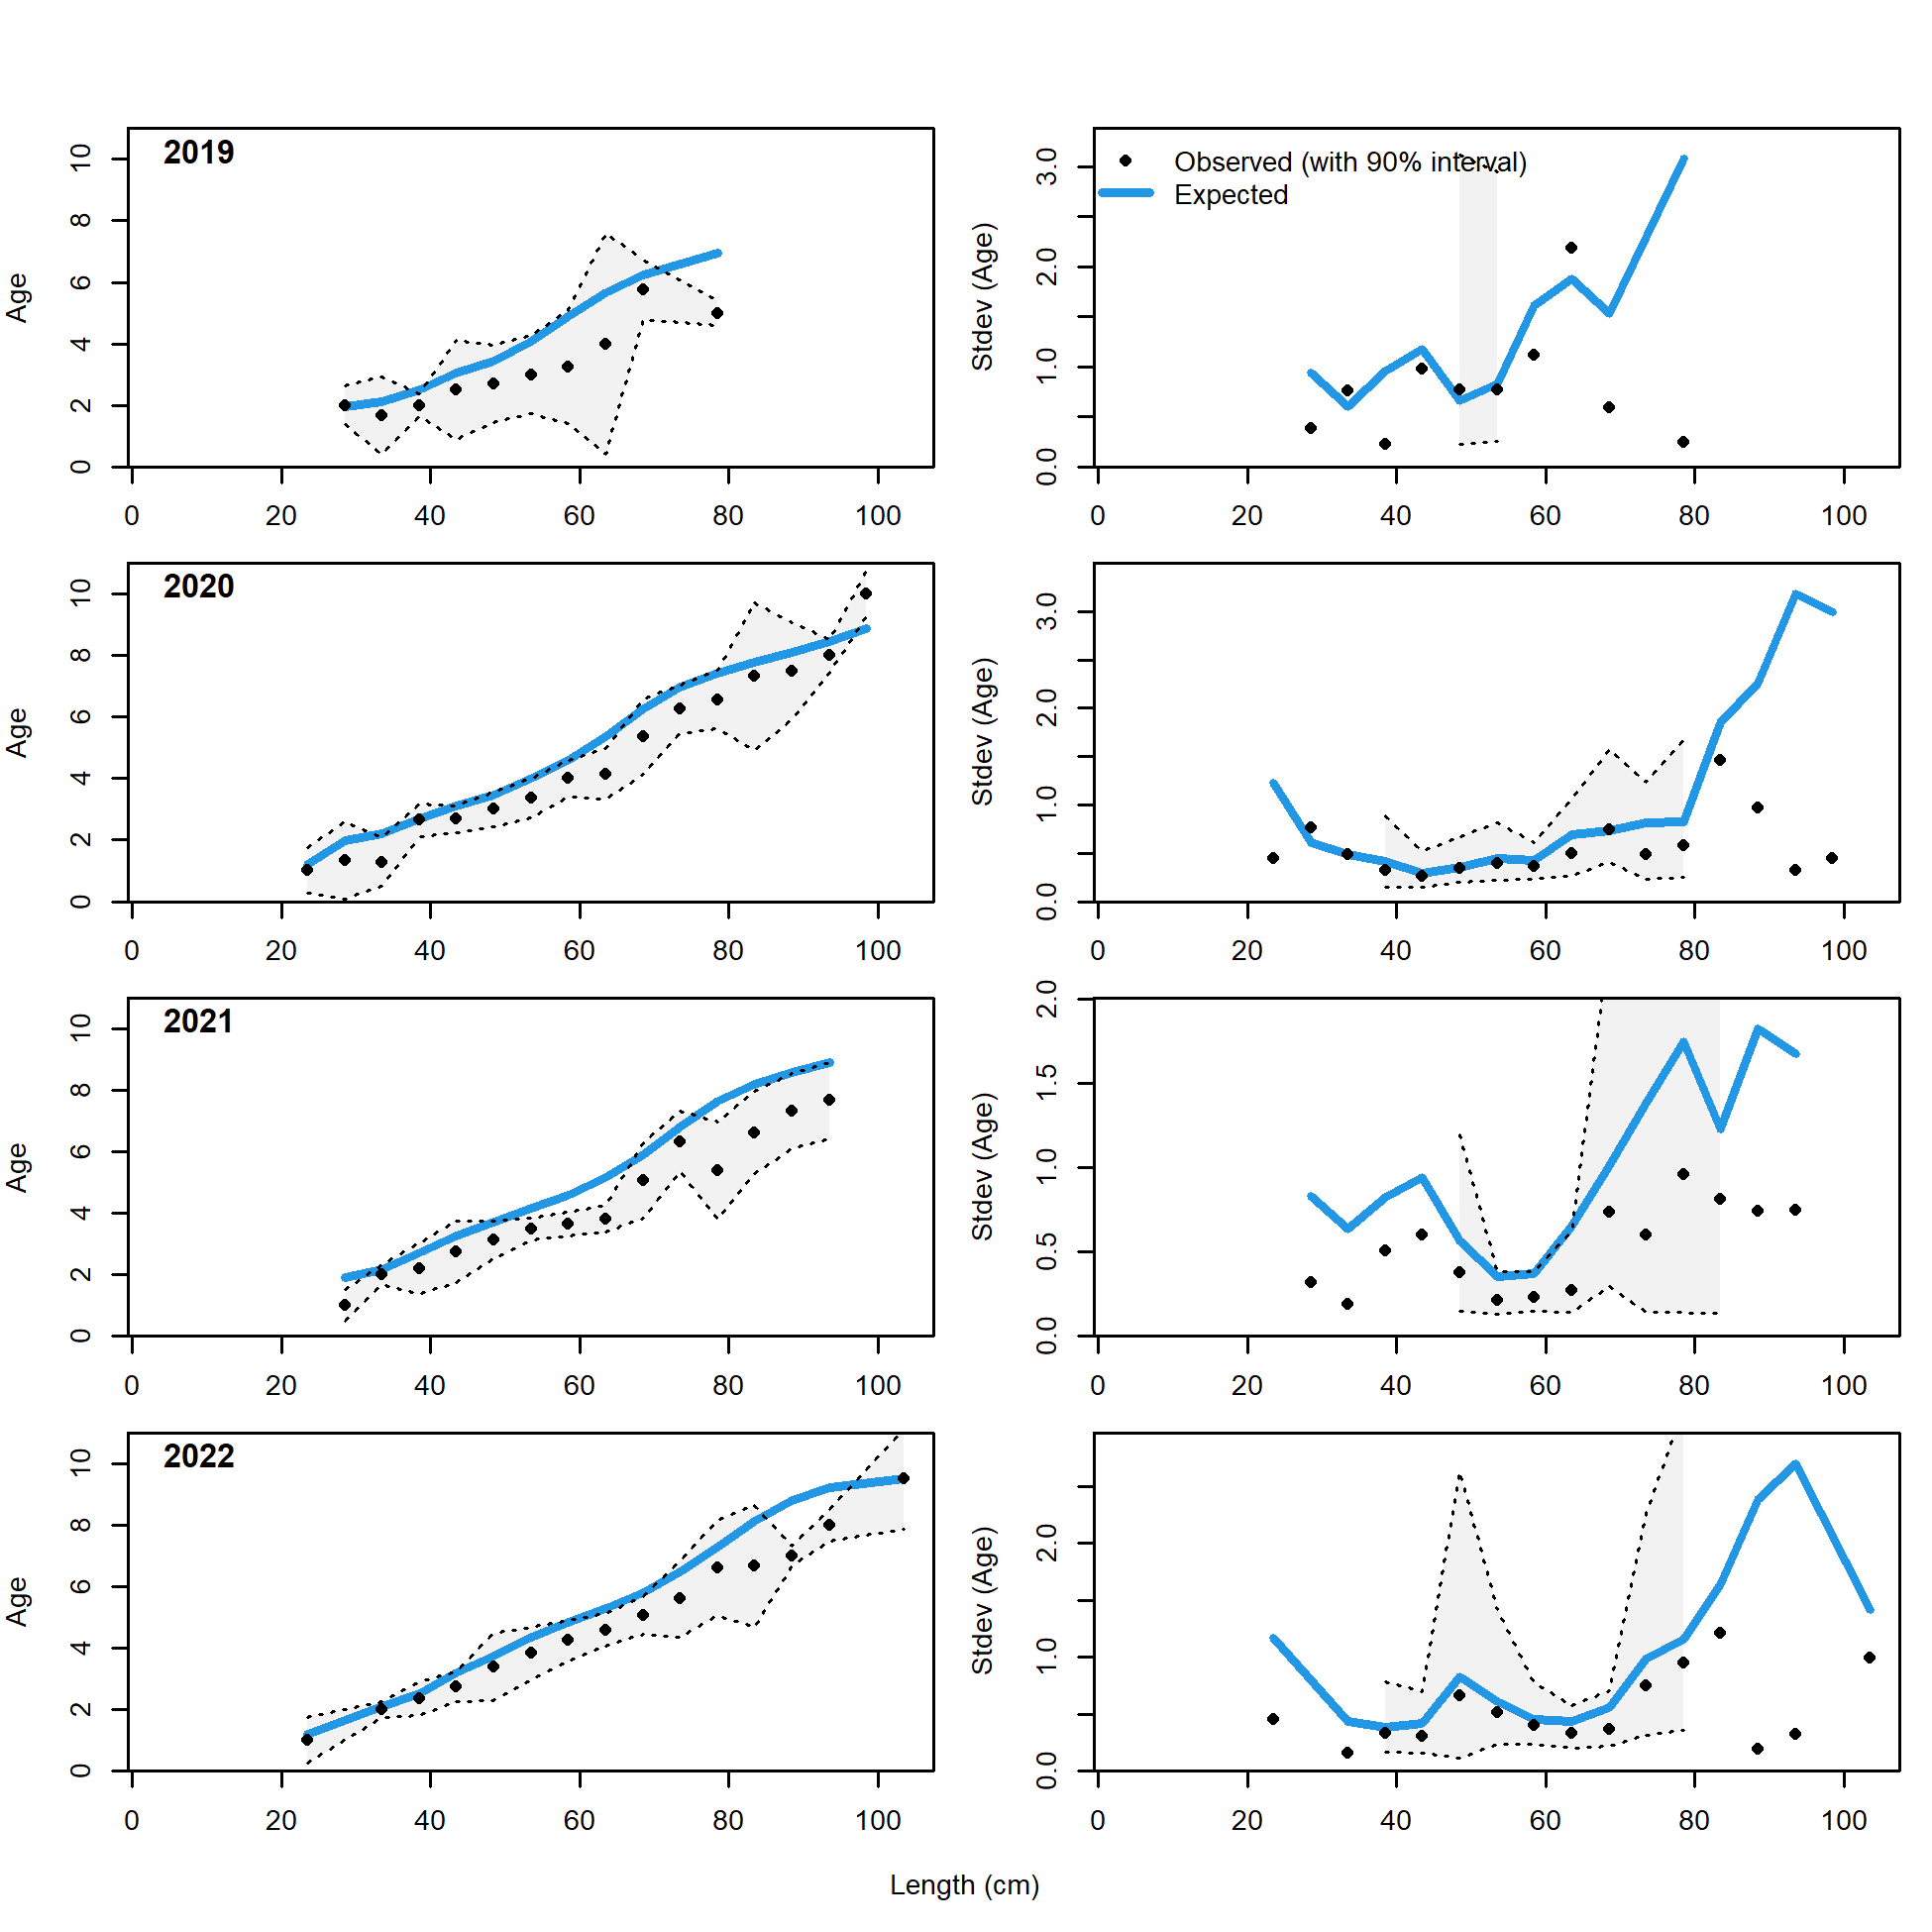 2019
Age
0 2 4 6 8 10
0 20 40 60 80 100
Observed (with 90% interval)
Expected
Stdev (Age)
0.0 1.0 2.0 3.0
0 20 40 60 80 100
2020
Age
0 2 4 6 8 10
0 20 40 60 80 100
Stdev (Age)
0.0 1.0 2.0 3.0
0 20 40 60 80 100
2021
Age
0 2 4 6 8 10
0 20 40 60 80 100
Stdev (Age)
0.0 0.5 1.0 1.5 2.0
0 20 40 60 80 100
2022
Age
0 2 4 6 8 10
0 20 40 60 80 100
Stdev (Age)
0.0 1.0 2.0
0 20 40 60 80 100
Length (cm)